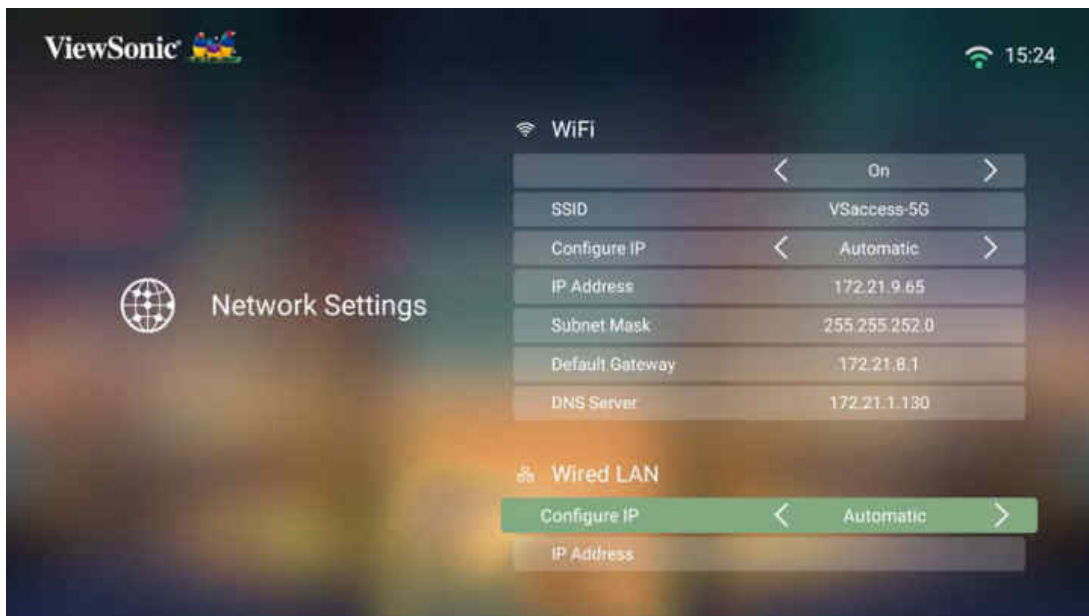 ViewSonic
15:24
WiFi
On
SSID VSaccess-5G
Configure IP Automatic
IP Address 172.21.9.65
Network Settings
Subnet Mask 255.255.252.0
Default Gateway 172.21.8.1
DNS Server 172.21.1.130
Wired LAN
Configure IP Automatic
IP Address